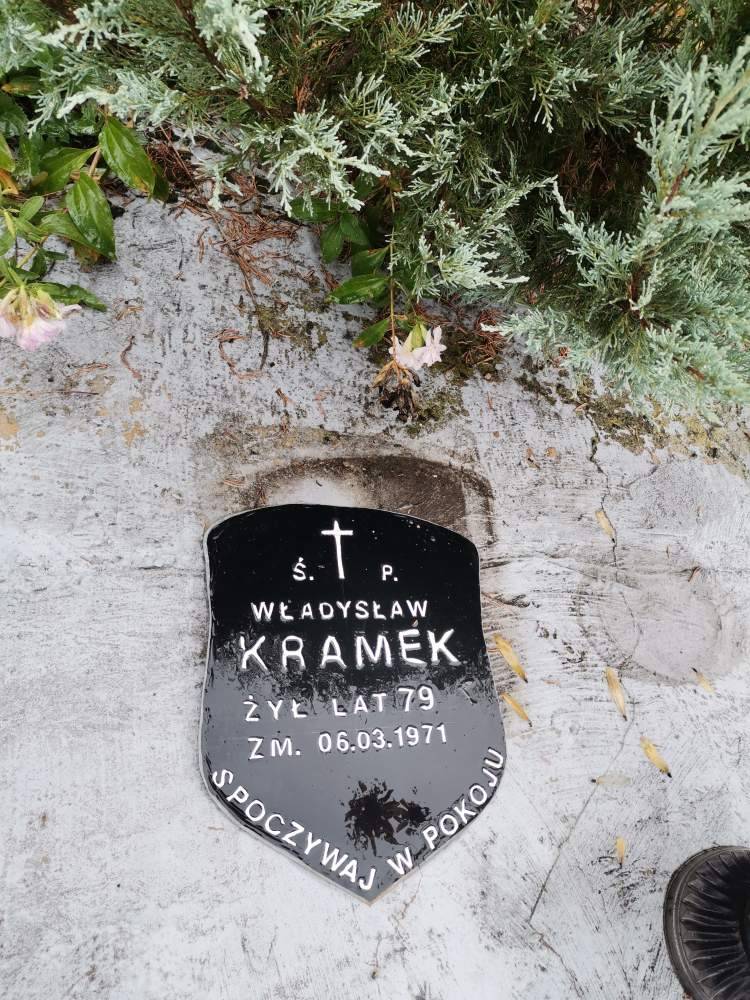 Ś. P.
WŁADYSŁAW
KRAMEK
ŻYŁ LAT 79
ZM. 06.03.1971
SPOCZYWAJ W POKOJU